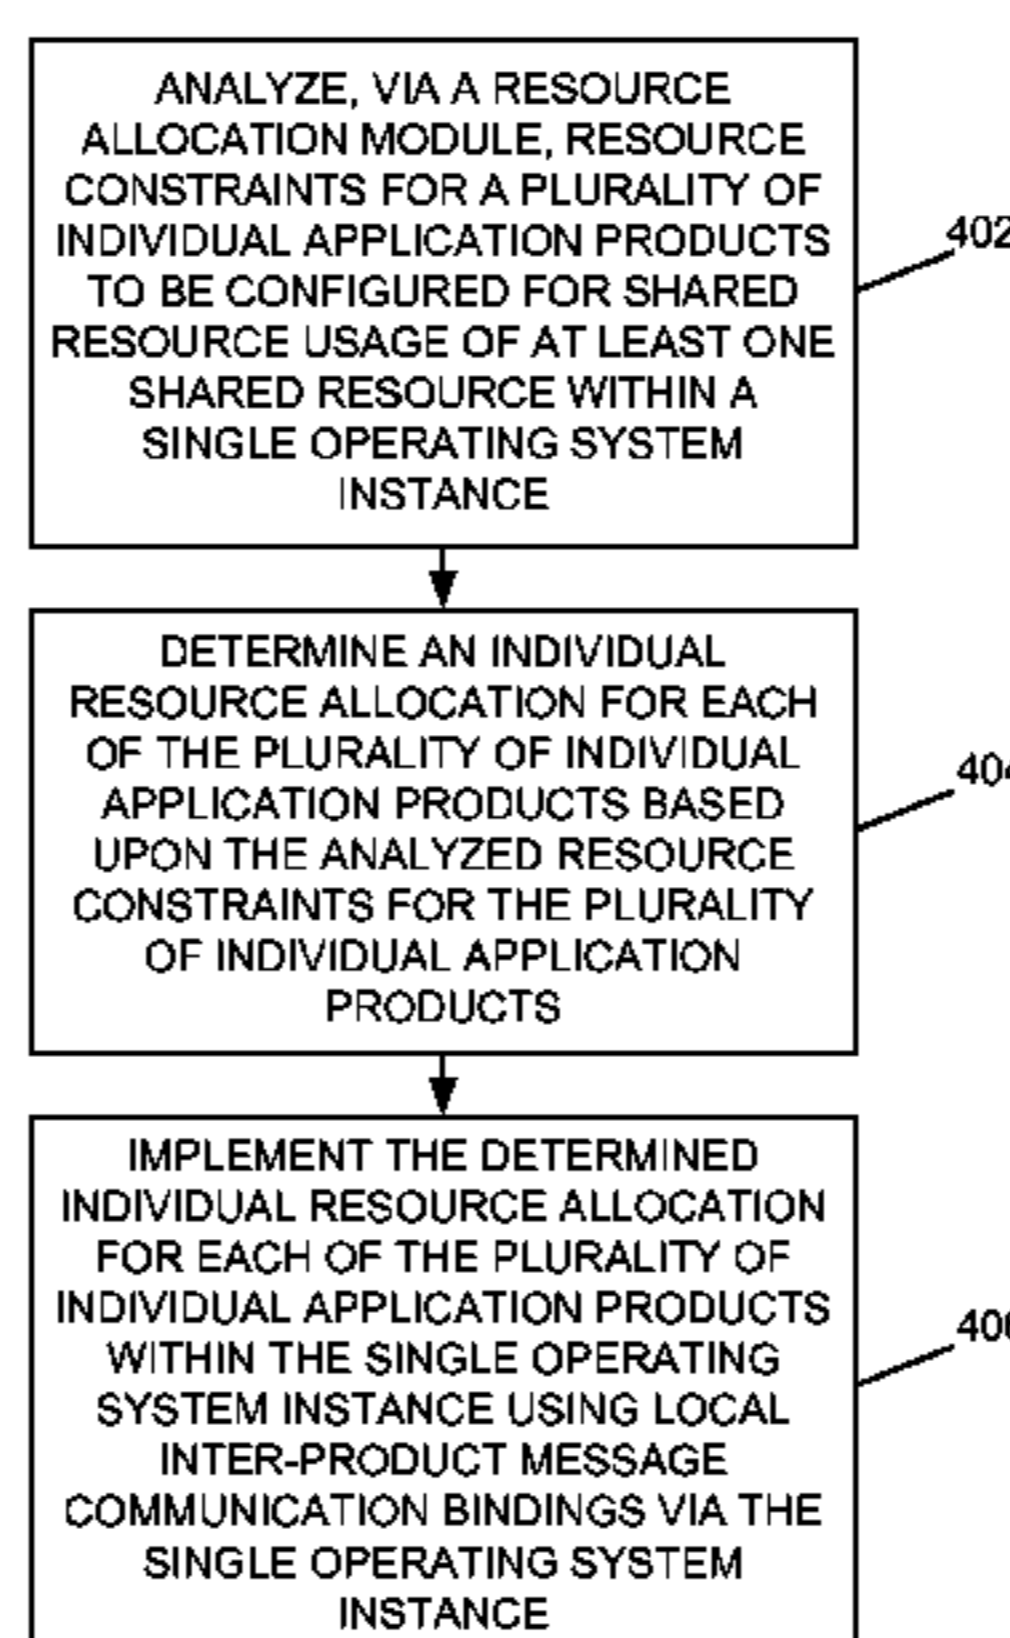 ANALYZE, VIA A RESOURCE
ALLOCATION MODULE, RESOURCE
CONSTRAINTS FOR A PLURALITY OF
INDIVIDUAL APPLICATION PRODUCTS
TO BE CONFIGURED FOR SHARED
RESOURCE USAGE OF AT LEAST ONE
SHARED RESOURCE WITHIN A
SINGLE OPERATING SYSTEM
INSTANCE
402
DETERMINE AN INDIVIDUAL
RESOURCE ALLOCATION FOR EACH
OF THE PLURALITY OF INDIVIDUAL
APPLICATION PRODUCTS BASED
UPON THE ANALYZED RESOURCE
CONSTRAINTS FOR THE PLURALITY
OF INDIVIDUAL APPLICATION
PRODUCTS
404
IMPLEMENT THE DETERMINED
INDIVIDUAL RESOURCE ALLOCATION
FOR EACH OF THE PLURALITY OF
INDIVIDUAL APPLICATION PRODUCTS
WITHIN THE SINGLE OPERATING
SYSTEM INSTANCE USING LOCAL
INTER-PRODUCT MESSAGE
COMMUNICATION BINDINGS VIA THE
SINGLE OPERATING SYSTEM
INSTANCE
406